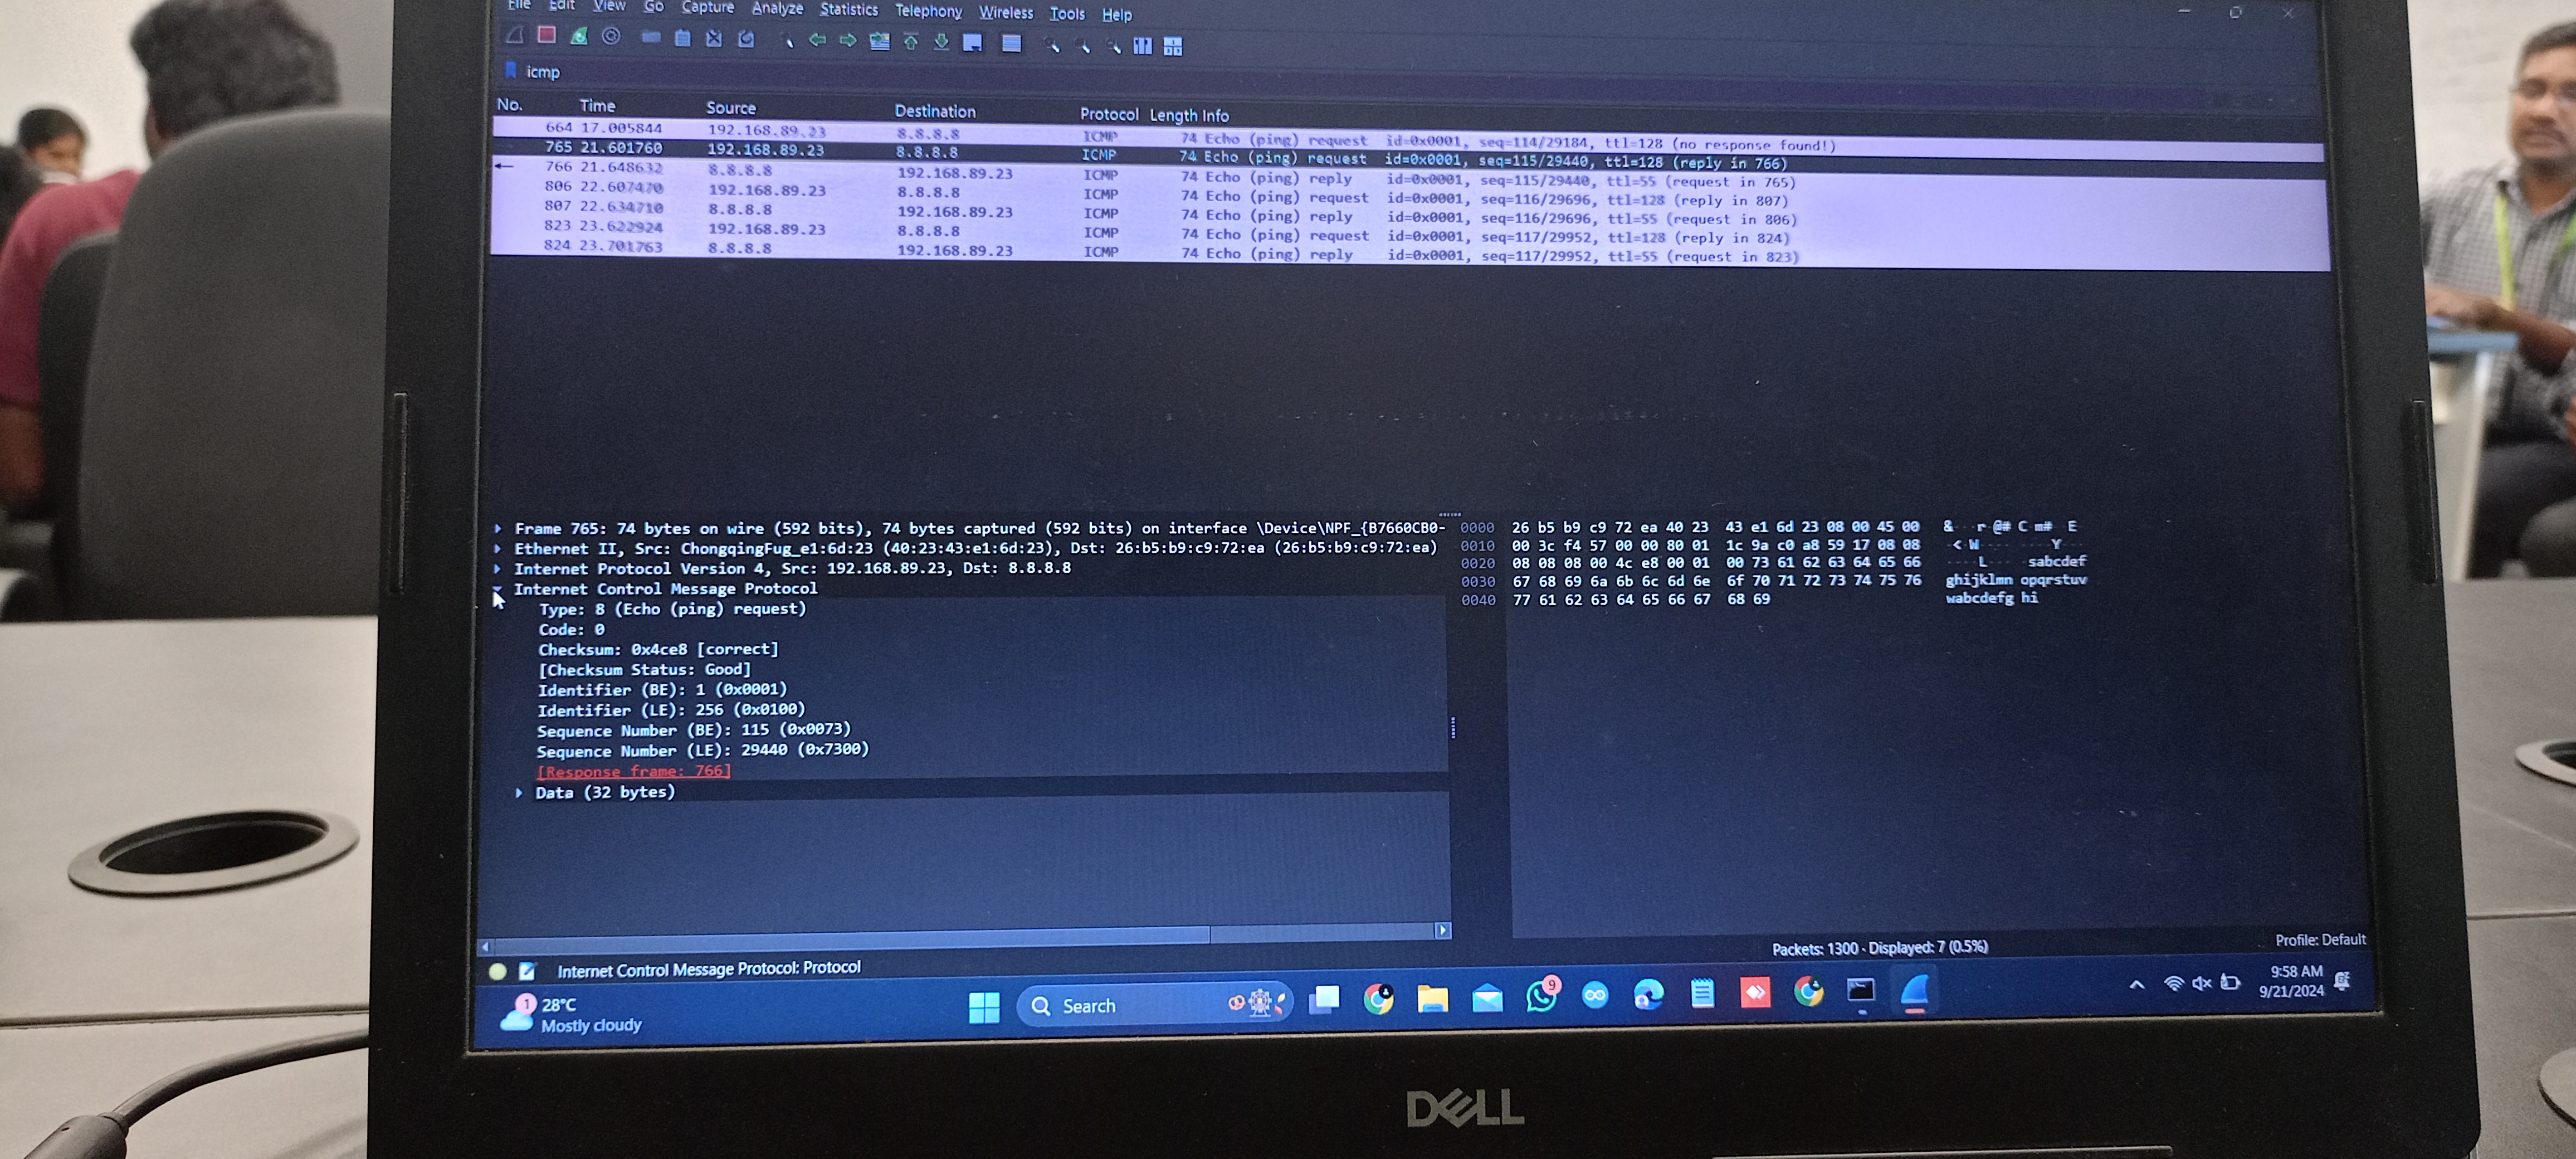 File Edit View Go Capture Analyze Statistics Telephony Wireless Tools Help
icmp
No. Time Source Destination Protocol Length Info
664 17.005844 192.168.89.23 8.8.8.8 ICMP 74 Echo (ping) request id=0x0001, seq=114/29184, ttl=128 (no response found!)
765 21.601760 192.168.89.23 8.8.8.8 ICMP 74 Echo (ping) request id=0x0001, seq=115/29440, ttl=128 (reply in 766)
766 21.648632 8.8.8.8 192.168.89.23 ICMP 74 Echo (ping) reply id=0x0001, seq=115/29440, ttl=55 (request in 765)
806 22.607470 192.168.89.23 8.8.8.8 ICMP 74 Echo (ping) request id=0x0001, seq=116/29696, ttl=128 (reply in 807)
807 22.634710 8.8.8.8 192.168.89.23 ICMP 74 Echo (ping) reply id=0x0001, seq=116/29696, ttl=55 (request in 806)
823 23.622924 192.168.89.23 8.8.8.8 ICMP 74 Echo (ping) request id=0x0001, seq=117/29952, ttl=128 (reply in 824)
824 23.701763 8.8.8.8 192.168.89.23 ICMP 74 Echo (ping) reply id=0x0001, seq=117/29952, ttl=55 (request in 823)
Frame 765: 74 bytes on wire (592 bits), 74 bytes captured (592 bits) on interface \Device\NPF_{B7660CB0-
Ethernet II, Src: ChongqingFug_e1:6d:23 (40:23:43:e1:6d:23), Dst: 26:b5:b9:c9:72:ea (26:b5:b9:c9:72:ea)
Internet Protocol Version 4, Src: 192.168.89.23, Dst: 8.8.8.8
Internet Control Message Protocol
Type: 8 (Echo (ping) request)
Code: 0
Checksum: 0x4ce8 [correct]
[Checksum Status: Good]
Identifier (BE): 1 (0x0001)
Identifier (LE): 256 (0x0100)
Sequence Number (BE): 115 (0x0073)
Sequence Number (LE): 29440 (0x7300)
[Response frame: 766]
Data (32 bytes)
0000 26 b5 b9 c9 72 ea 40 23 43 e1 6d 23 08 00 45 00 &···r·@# C·m#··E·
0010 00 3c f4 57 00 00 80 01 1c 9a c0 a8 59 17 08 08 ·<·W···· ····Y···
0020 08 08 08 00 4c e8 00 01 00 73 61 62 63 64 65 66 ····L··· ·sabcdef
0030 67 68 69 6a 6b 6c 6d 6e 6f 70 71 72 73 74 75 76 ghijklmn opqrstuv
0040 77 61 62 63 64 65 66 67 68 69 wabcdefg hi
Internet Control Message Protocol: Protocol
Packets: 1300 · Displayed: 7 (0.5%)
Profile: Default
1
28°C
Mostly cloudy
Search
9
9:58 AM
9/21/2024
DELL